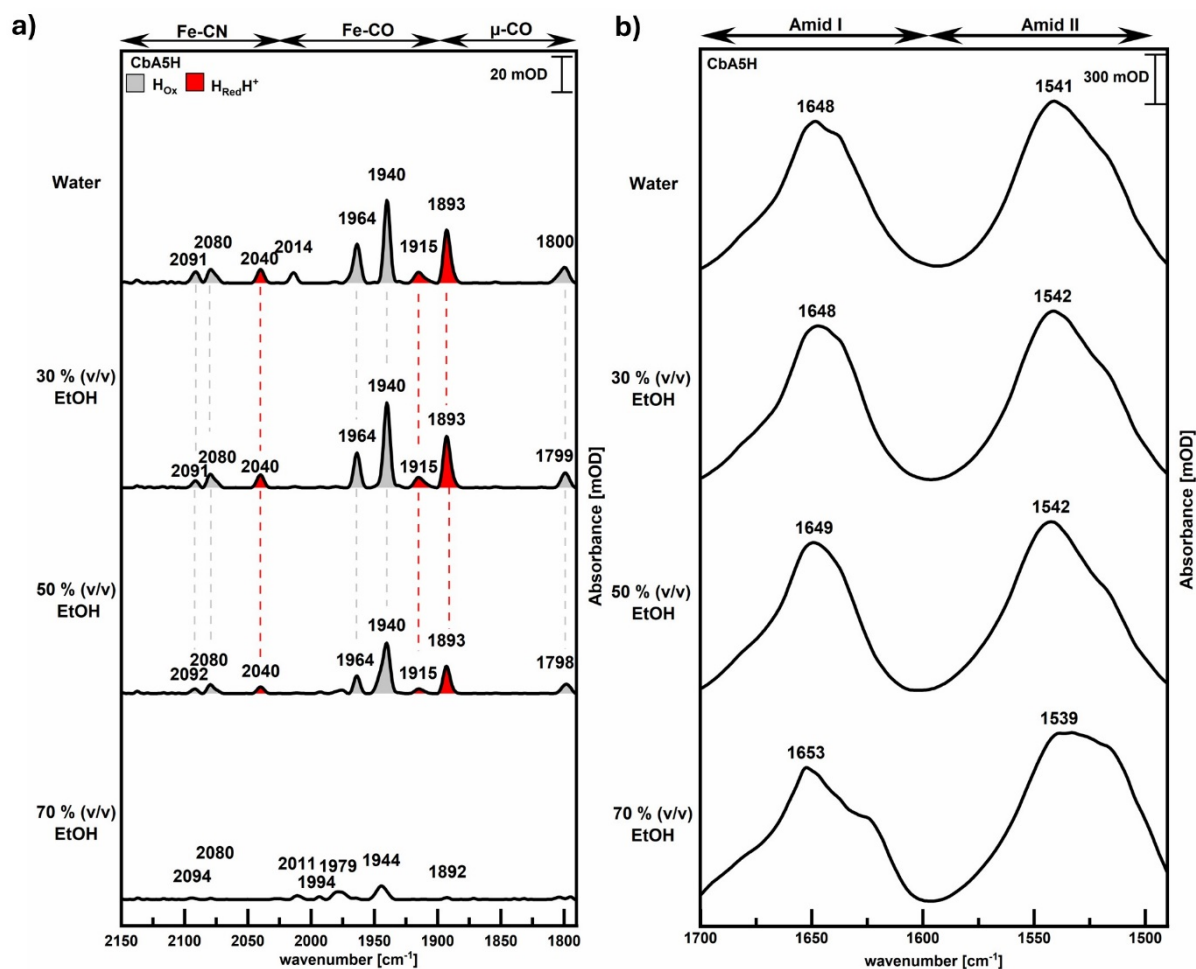 a)
Fe-CN
Fe-CO
μ-CO
CbA5H
H_Ox H_RedH⁺
20 mOD
Water
2091
2080
2040
2014
1964
1940
1915
1893
1800
30 % (v/v)
EtOH
2091
2080
2040
1964
1940
1915
1893
1799
50 % (v/v)
EtOH
2092
2080
2040
1964
1940
1915
1893
1798
70 % (v/v)
EtOH
2094
2080
2011
1994
1979
1944
1892
2150 2100 2050 2000 1950 1900 1850 1800
wavenumber [cm⁻¹]
Absorbance [mOD]
b)
Amid I
Amid II
CbA5H
300 mOD
Water
1648
1541
30 % (v/v)
EtOH
1648
1542
50 % (v/v)
EtOH
1649
1542
70 % (v/v)
EtOH
1653
1539
1700 1650 1600 1550 1500
wavenumber [cm⁻¹]
Absorbance [mOD]